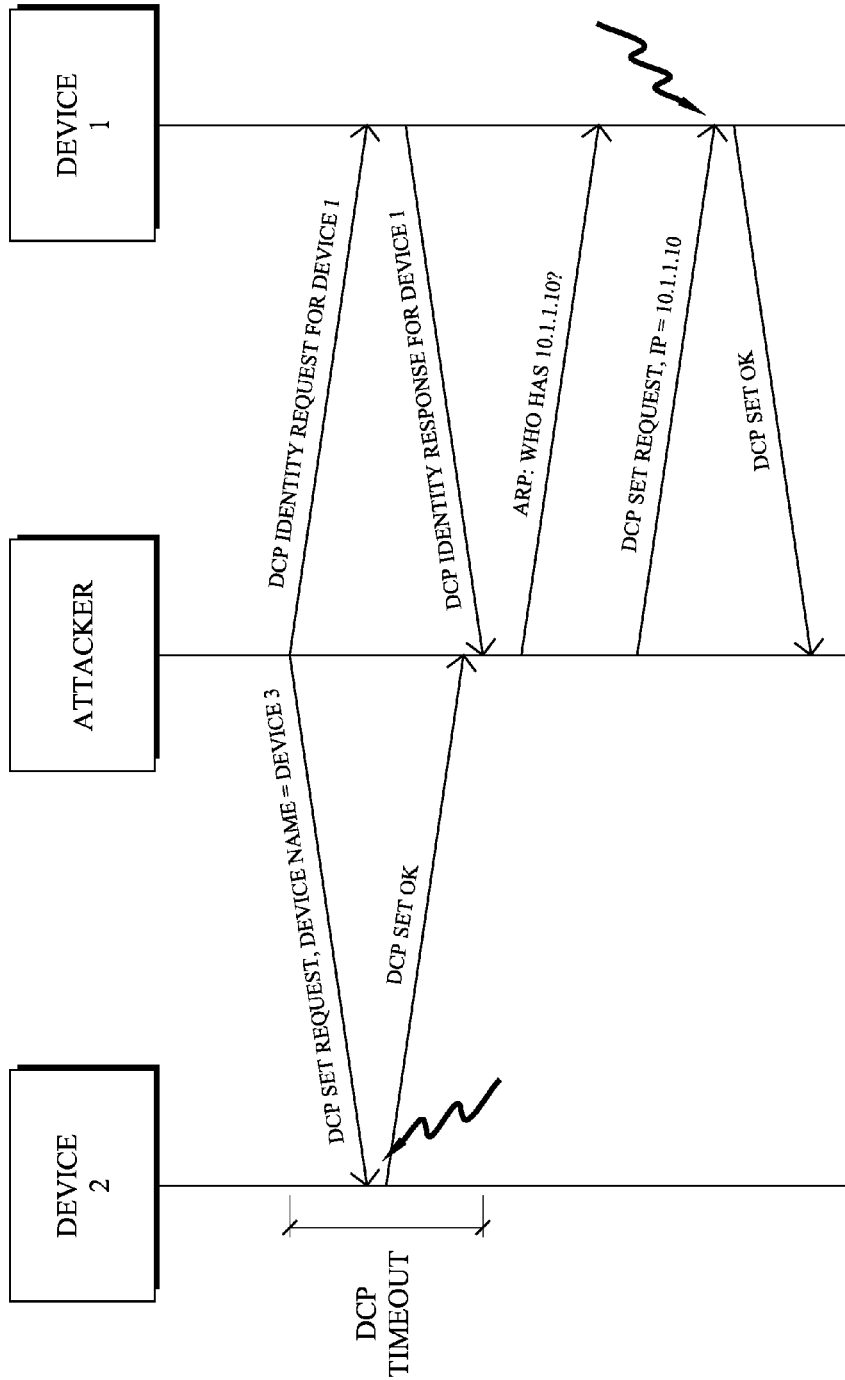 DEVICE
2
ATTACKER
DEVICE
1
DCP SET REQUEST, DEVICE NAME = DEVICE 3
DCP IDENTITY REQUEST FOR DEVICE 1
DCP
TIMEOUT
DCP SET OK
DCP IDENTITY RESPONSE FOR DEVICE 1
ARP: WHO HAS 10.1.1.10?
DCP SET REQUEST, IP = 10.1.1.10
DCP SET OK